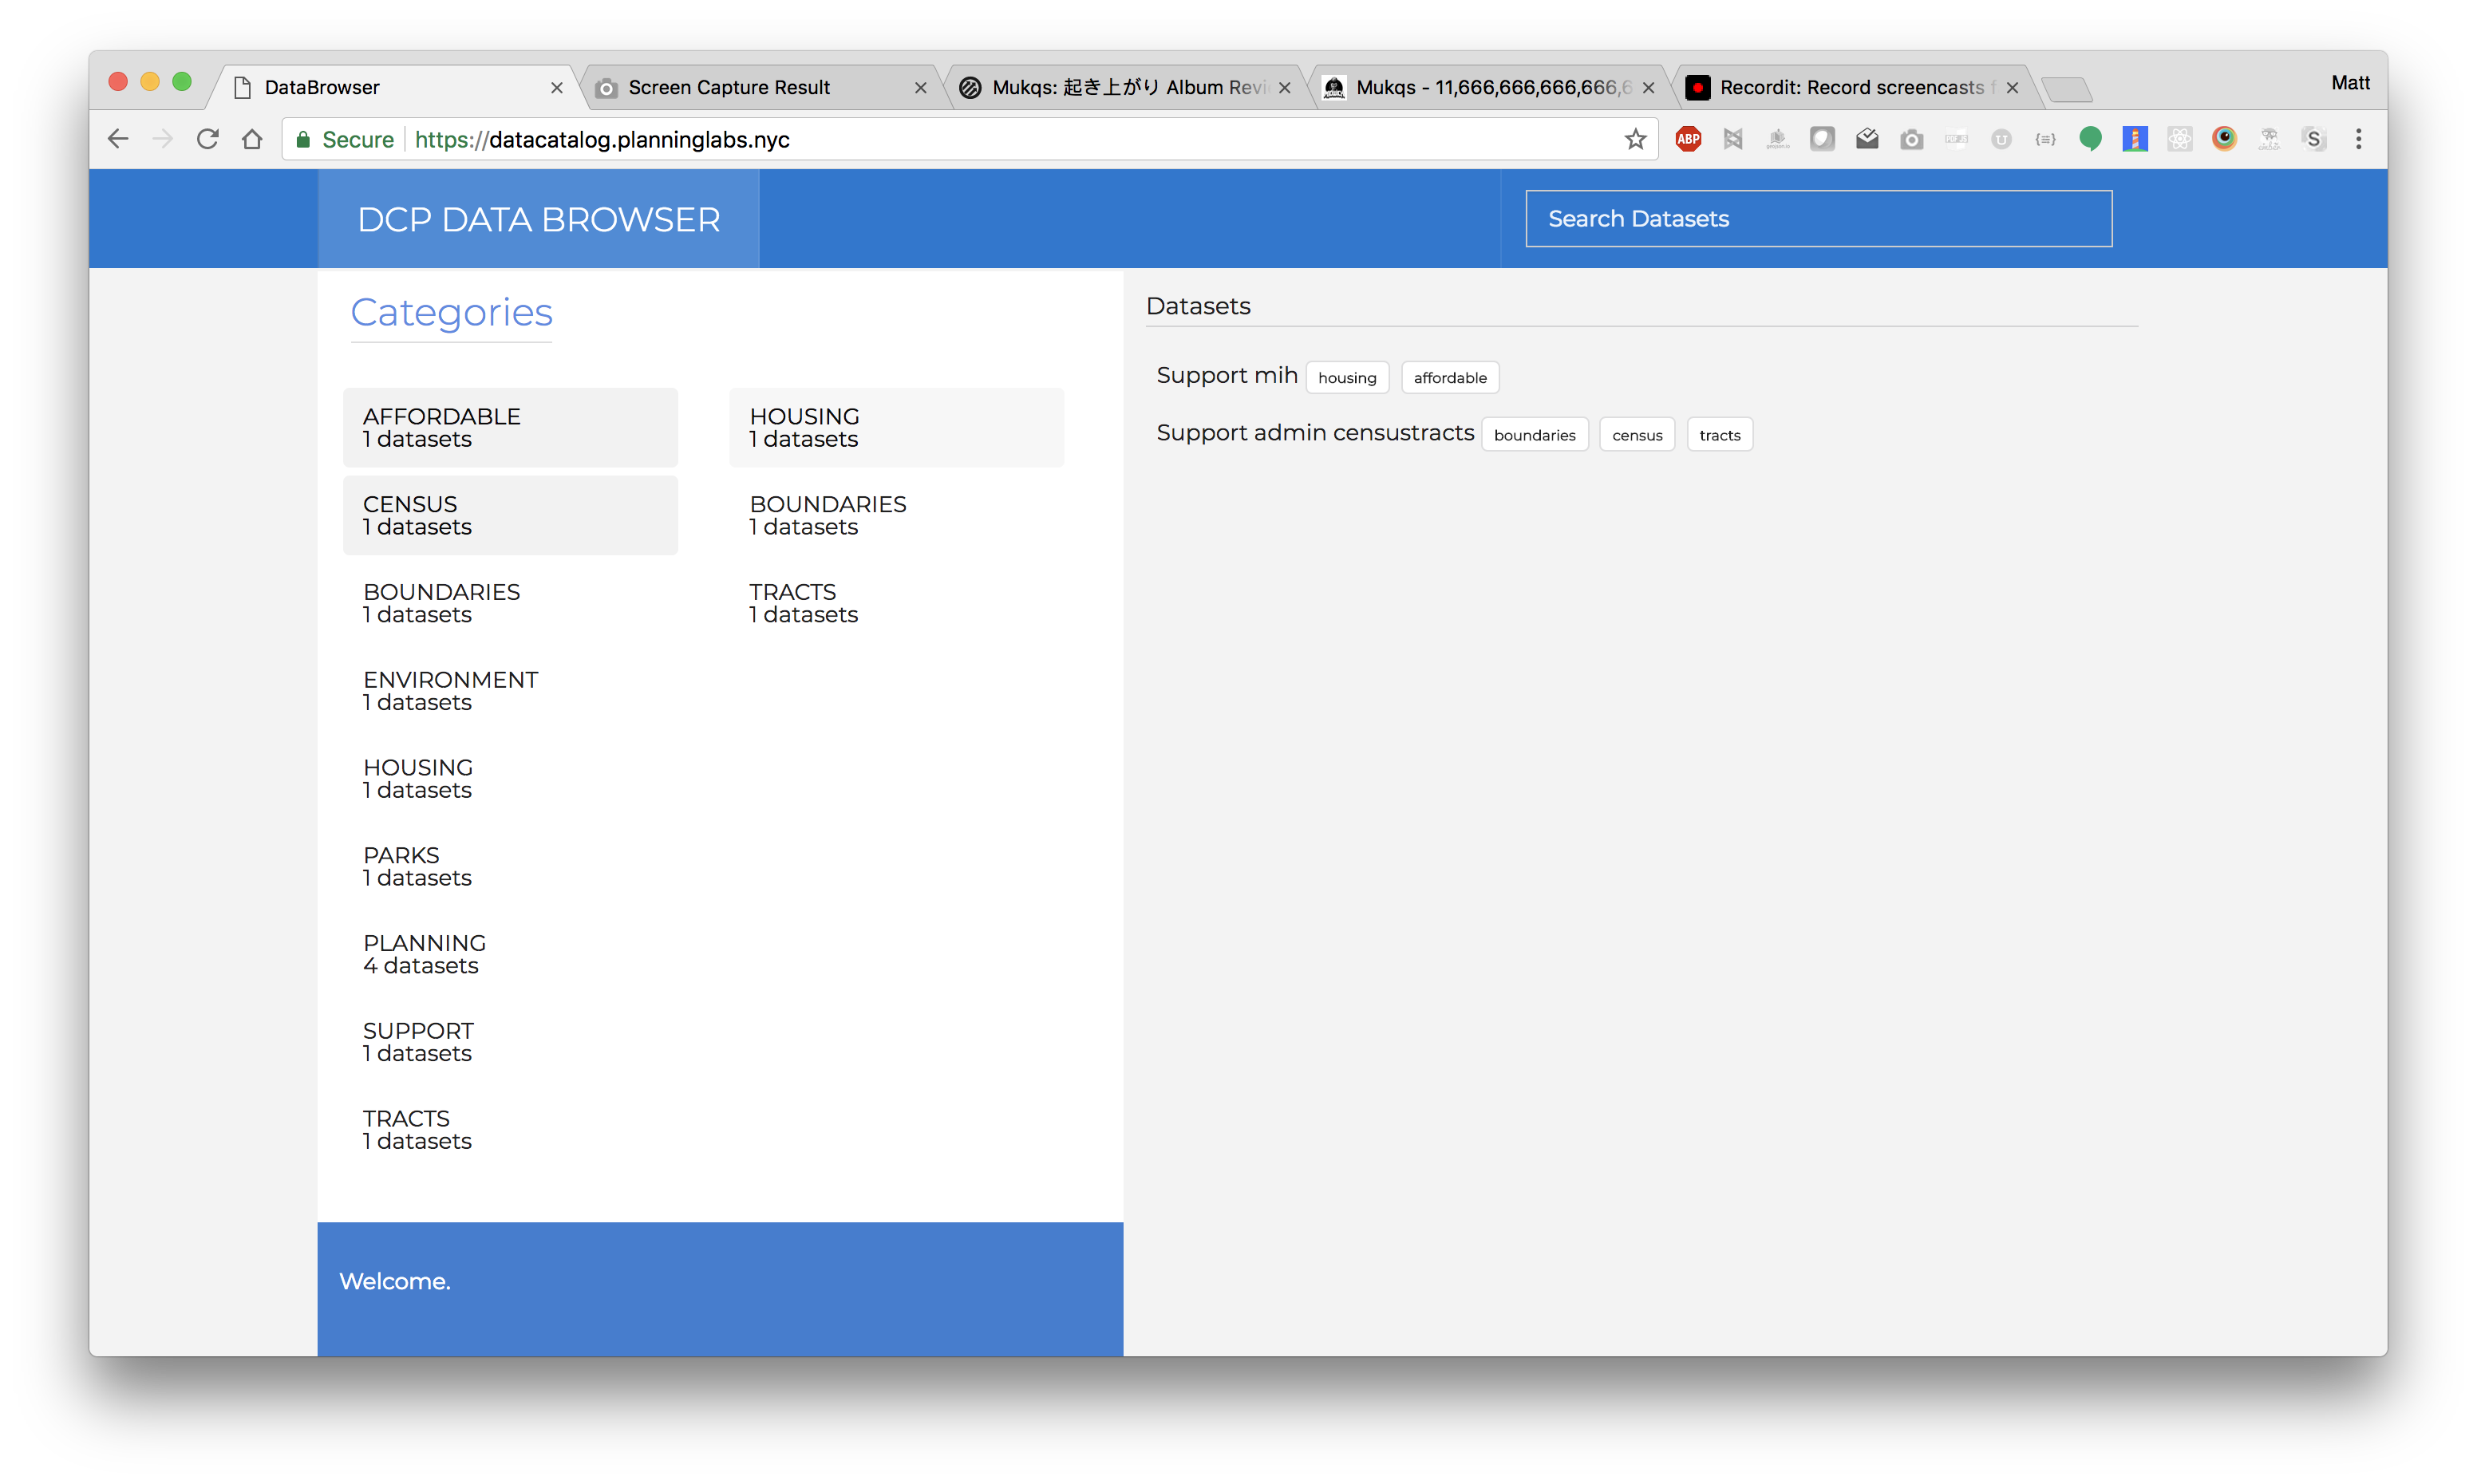 DataBrowser
Screen Capture Result
Mukqs: 起き上がり Album Revi
Mukqs - 11,666,666,666,666,6
Recordit: Record screencasts f
Matt
Secure
https://datacatalog.planninglabs.nyc
ABP
DCP DATA BROWSER
Search Datasets
Categories
AFFORDABLE
1 datasets
CENSUS
1 datasets
BOUNDARIES
1 datasets
ENVIRONMENT
1 datasets
HOUSING
1 datasets
PARKS
1 datasets
PLANNING
4 datasets
SUPPORT
1 datasets
TRACTS
1 datasets
HOUSING
1 datasets
BOUNDARIES
1 datasets
TRACTS
1 datasets
Welcome.
Datasets
Support mih housing affordable
Support admin censustracts boundaries census tracts